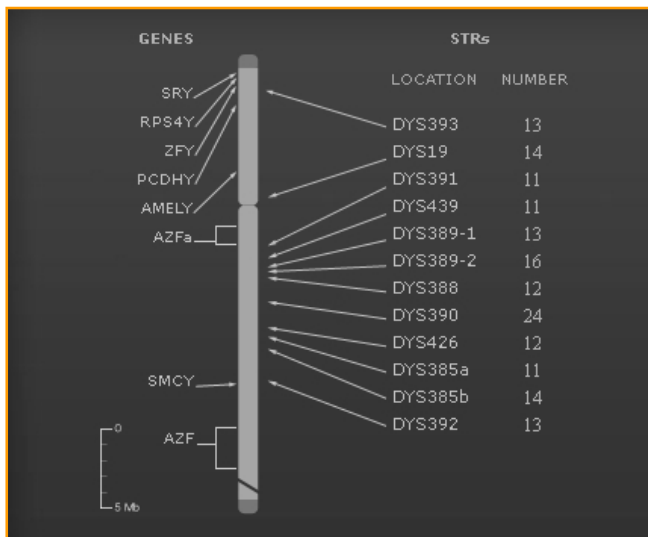 GENES
SRY
RPS4Y
ZFY
PCDHY
AMELY
AZFa
SMCY
AZF
0
5 Mb
STRs
LOCATION NUMBER
DYS393 13
DYS19 14
DYS391 11
DYS439 11
DYS389-1 13
DYS389-2 16
DYS388 12
DYS390 24
DYS426 12
DYS385a 11
DYS385b 14
DYS392 13